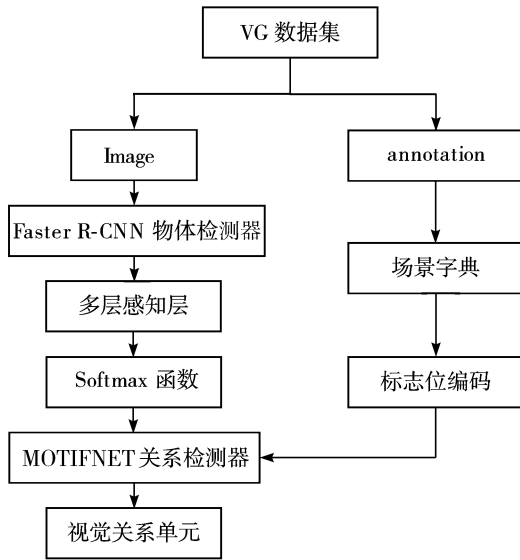 VG 数据集
Image
annotation
Faster R-CNN 物体检测器
场景字典
多层感知层
Softmax 函数
标志位编码
MOTIFNET 关系检测器
视觉关系单元